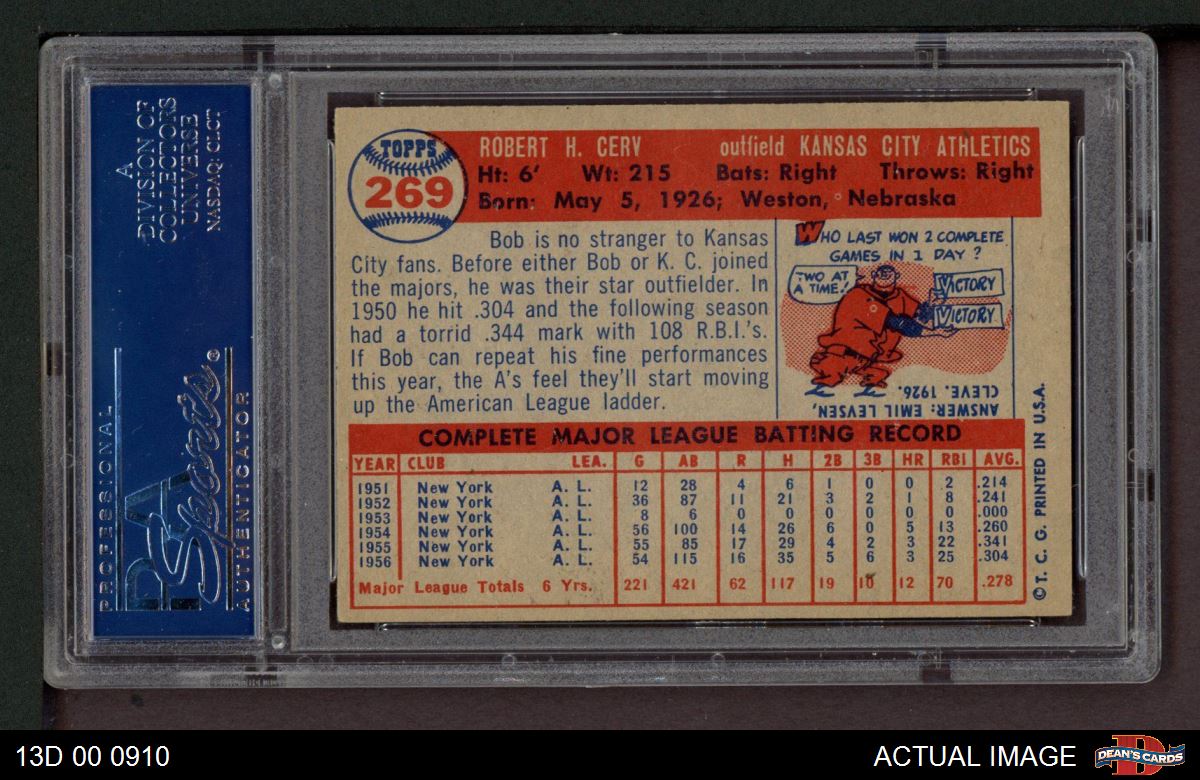 A
DIVISION OF
COLLECTORS
UNIVERSE
NASDAQ: CLCT
PROFESSIONAL
PSA
Sports ®
AUTHENTICATOR
TOPPS
269
ROBERT H. CERV outfield KANSAS CITY ATHLETICS
Ht: 6' Wt: 215 Bats: Right Throws: Right
Born: May 5, 1926; Weston, Nebraska
Bob is no stranger to Kansas
City fans. Before either Bob or K. C. joined
the majors, he was their star outfielder. In
1950 he hit .304 and the following season
had a torrid .344 mark with 108 R.B.I.'s.
If Bob can repeat his fine performances
this year, the A's feel they'll start moving
up the American League ladder.
WHO LAST WON 2 COMPLETE
GAMES IN 1 DAY ?
TWO AT
A TIME!
VICTORY
VICTORY
ANSWER: EMIL LEVSEN,
CLEVE. 1926.
COMPLETE MAJOR LEAGUE BATTING RECORD
YEAR CLUB LEA. G AB R H 2B 3B HR RBI AVG.
1951 New York A. L. 12 28 4 6 1 0 0 2 .214
1952 New York A. L. 36 87 11 21 3 2 1 8 .241
1953 New York A. L. 8 6 0 0 0 0 0 0 .000
1954 New York A. L. 56 100 14 26 6 0 5 13 .260
1955 New York A. L. 55 85 17 29 4 2 3 22 .341
1956 New York A. L. 54 115 16 35 5 6 3 25 .304
Major League Totals 6 Yrs. 221 421 62 117 19 10 12 70 .278
© T. C. G. PRINTED IN U.S.A.
13D 00 0910
ACTUAL IMAGE
D
DEAN'S CARDS